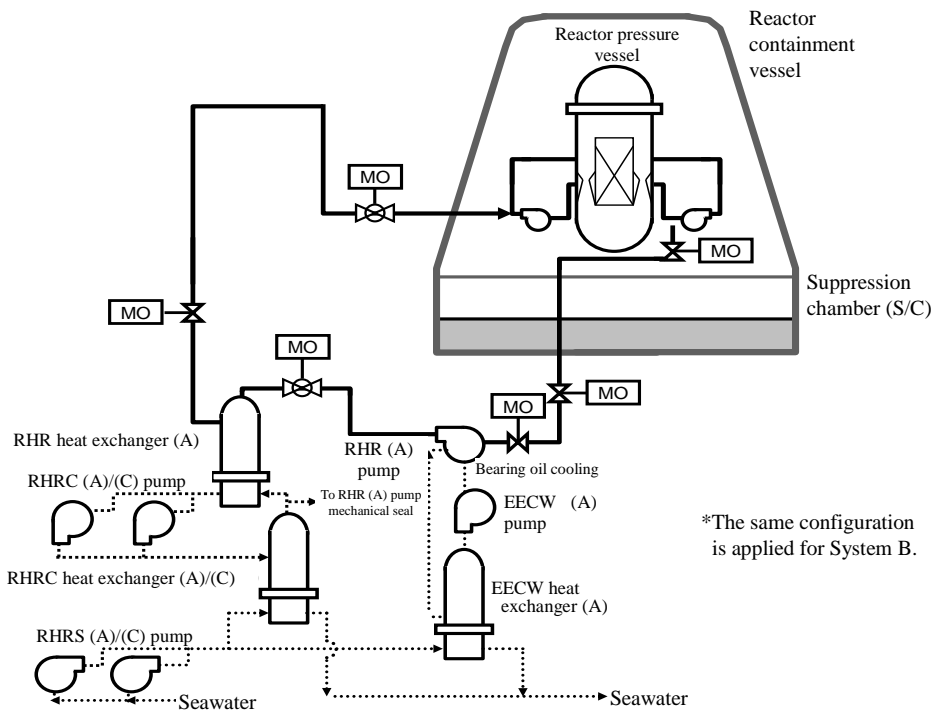 Reactor
containment
vessel
Reactor pressure
vessel
MO
MO
MO
MO
MO
MO
Suppression
chamber (S/C)
RHR heat exchanger (A)
RHR (A)
pump
Bearing oil cooling
RHRC (A)/(C) pump
To RHR (A) pump
mechanical seal
EECW (A)
pump
*The same configuration
is applied for System B.
RHRC heat exchanger (A)/(C)
EECW heat
exchanger (A)
RHRS (A)/(C) pump
Seawater
Seawater